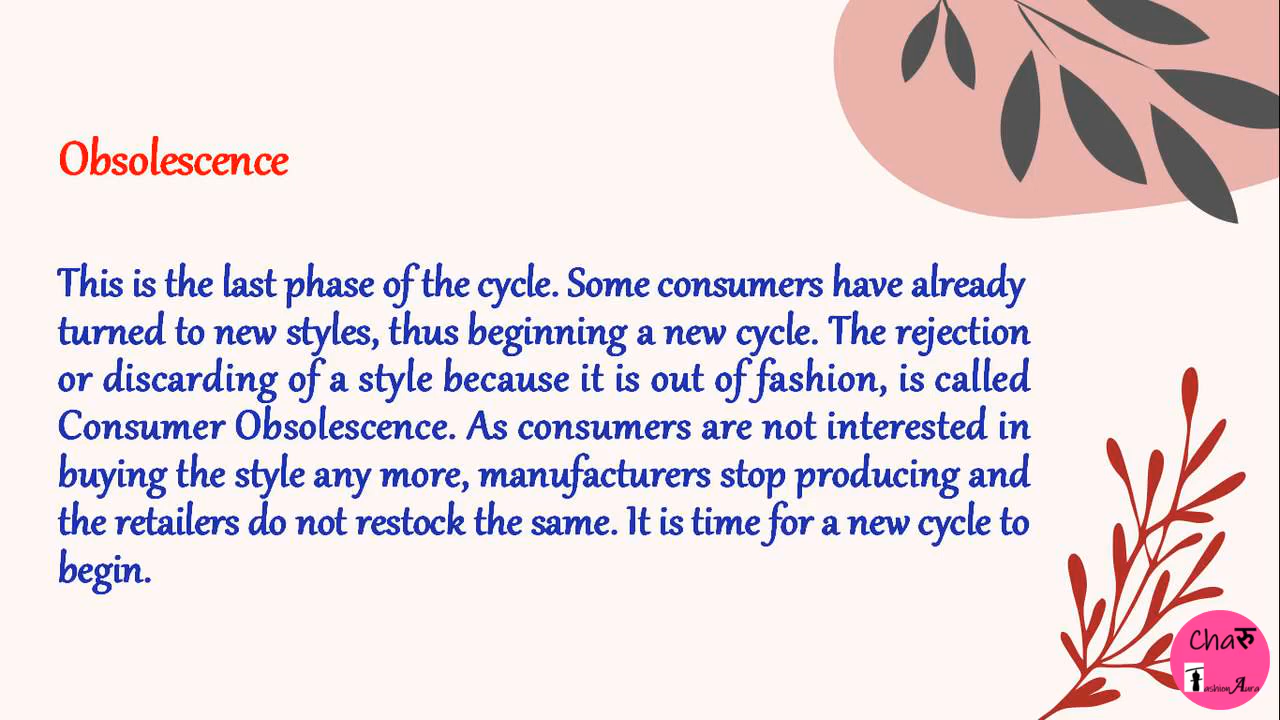 Obsolescence
This is the last phase of the cycle. Some consumers have already
turned to new styles, thus beginning a new cycle. The rejection
or discarding of a style because it is out of fashion, is called
Consumer Obsolescence. As consumers are not interested in
buying the style any more, manufacturers stop producing and
the retailers do not restock the same. It is time for a new cycle to
begin.
Chaरु
Fashion Aura